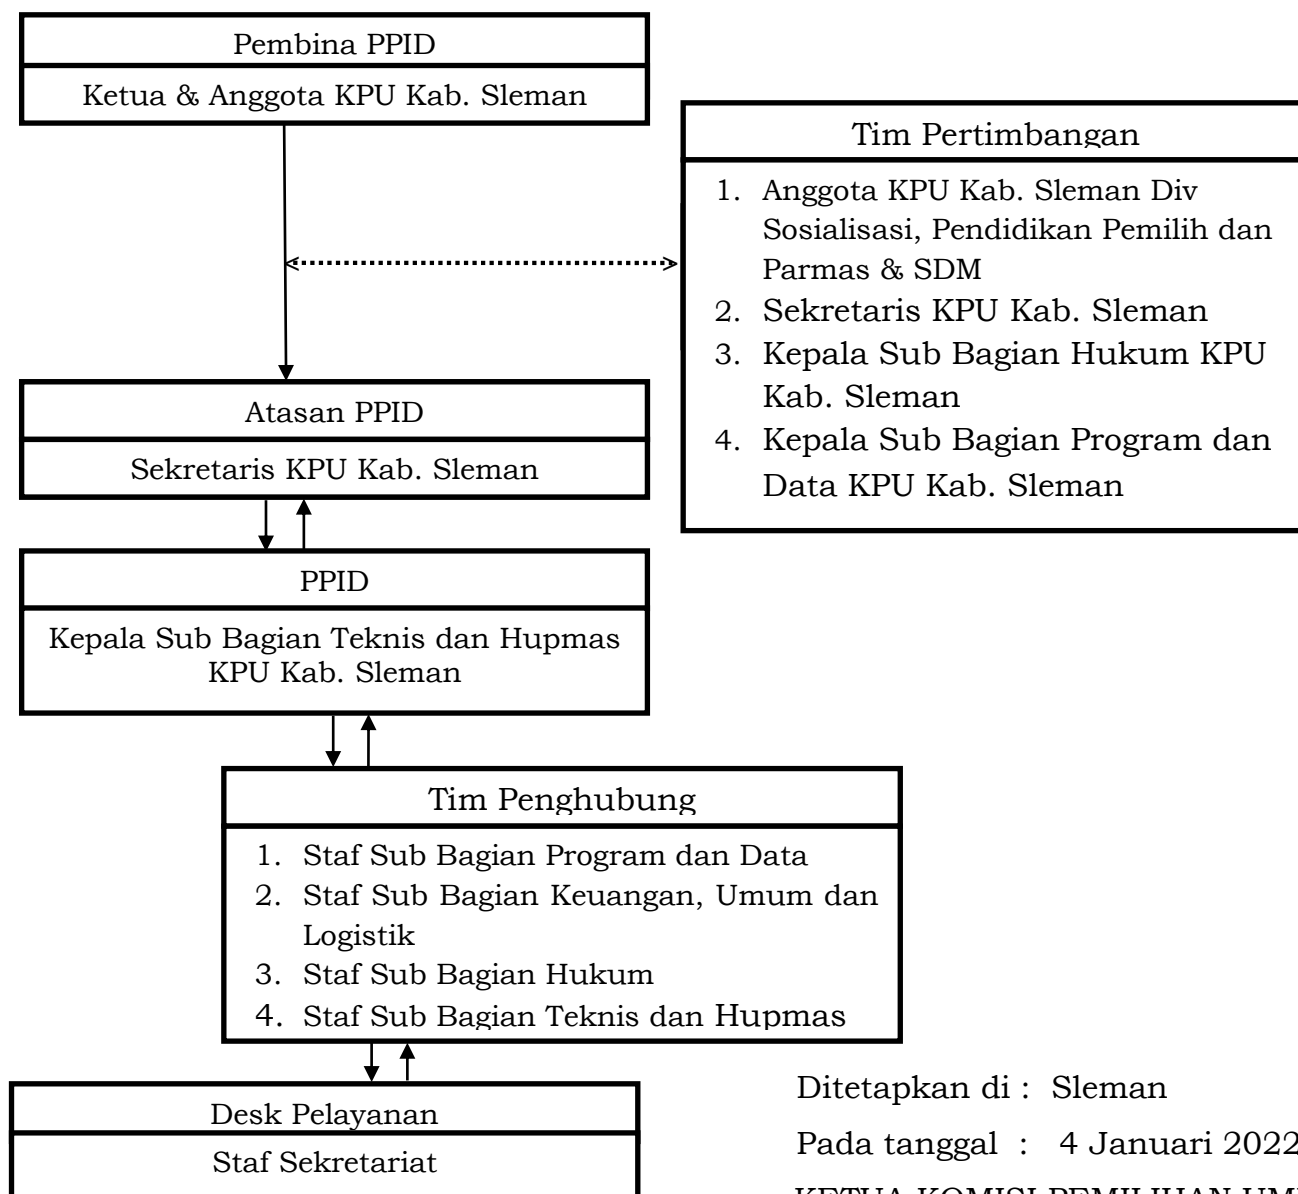 Pembina PPID
Ketua & Anggota KPU Kab. Sleman
Tim Pertimbangan
1. Anggota KPU Kab. Sleman Div
Sosialisasi, Pendidikan Pemilih dan
Parmas & SDM
2. Sekretaris KPU Kab. Sleman
3. Kepala Sub Bagian Hukum KPU
Kab. Sleman
4. Kepala Sub Bagian Program dan
Data KPU Kab. Sleman
Atasan PPID
Sekretaris KPU Kab. Sleman
PPID
Kepala Sub Bagian Teknis dan Hupmas
KPU Kab. Sleman
Tim Penghubung
1. Staf Sub Bagian Program dan Data
2. Staf Sub Bagian Keuangan, Umum dan
Logistik
3. Staf Sub Bagian Hukum
4. Staf Sub Bagian Teknis dan Hupmas
Desk Pelayanan
Staf Sekretariat
Ditetapkan di : Sleman
Pada tanggal : 4 Januari 2022
KETUA KOMISI PEMILIHAN